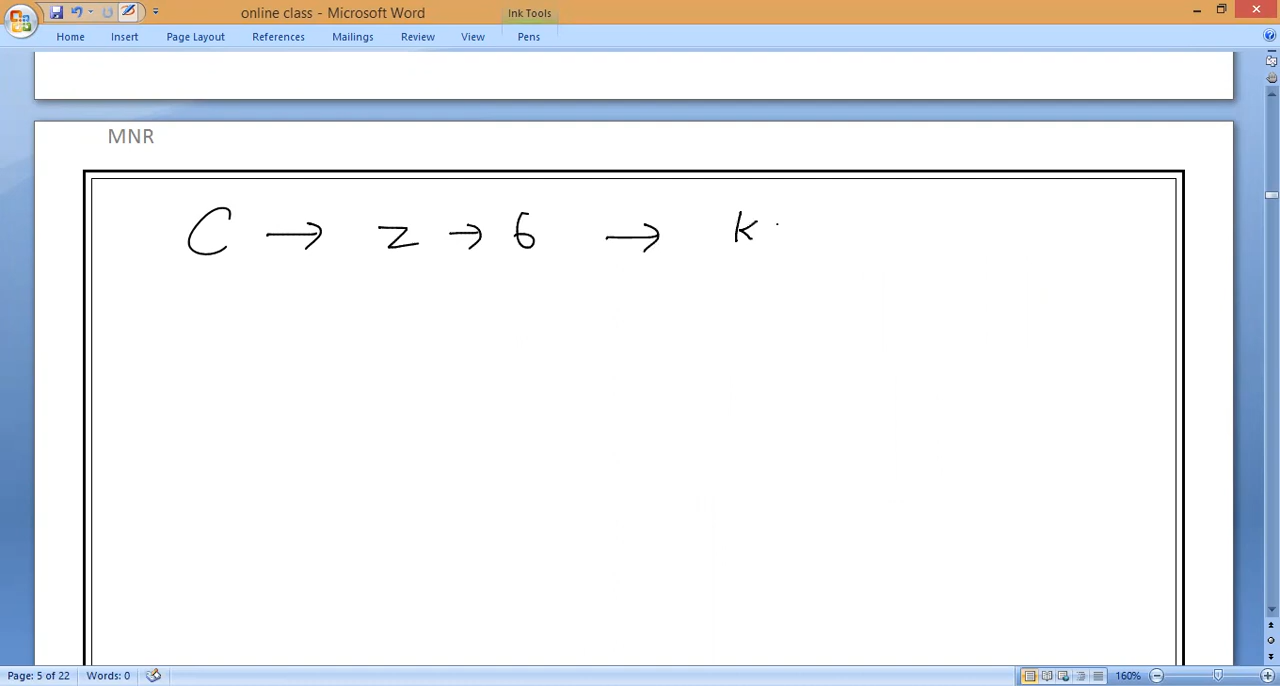 online class - Microsoft Word
Ink Tools
Home Insert Page Layout References Mailings Review View Pens
MNR
C → z → 6 → K
Page: 5 of 22 Words: 0 160%